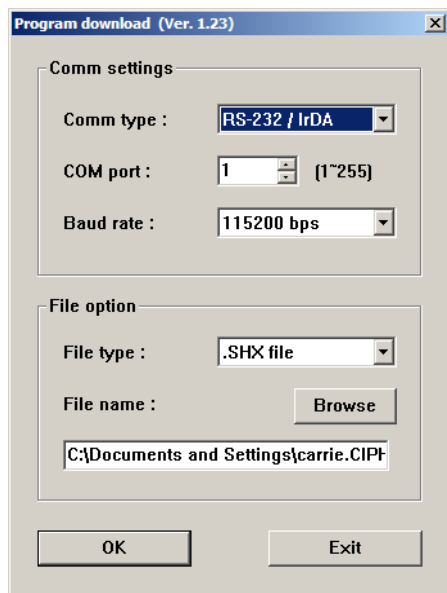 Program download (Ver. 1.23)
Comm settings
Comm type : RS-232 / IrDA
COM port : 1 (1~255)
Baud rate : 115200 bps
File option
File type : .SHX file
File name : Browse
C:\Documents and Settings\carrie.CIPH
OK Exit